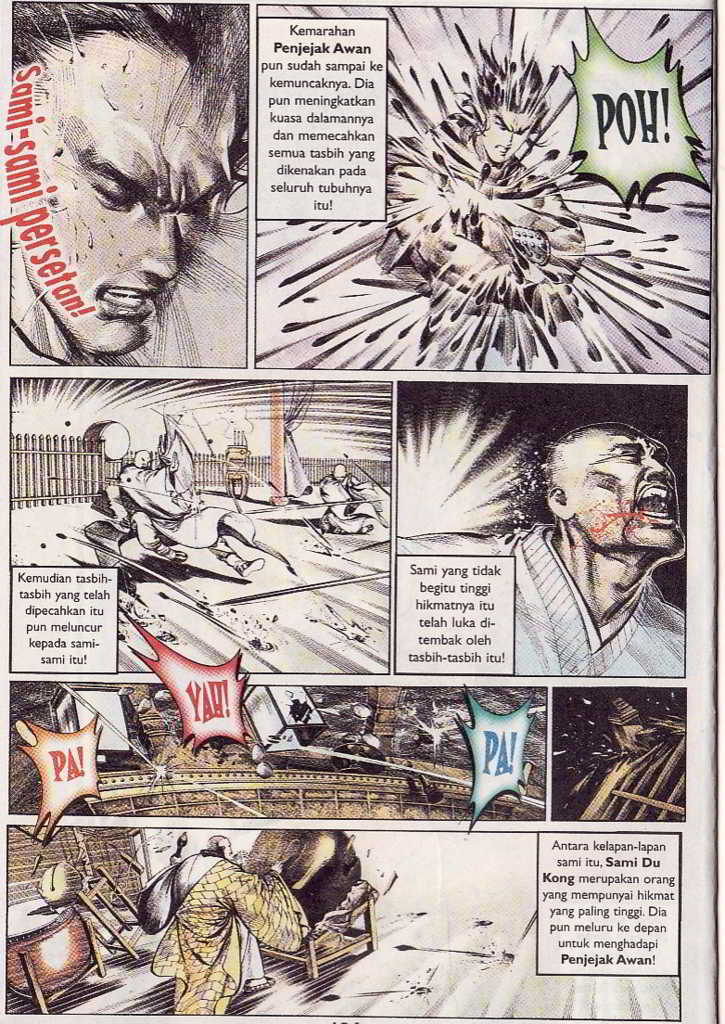 sami-sami persetan!
Kemarahan
Penjejak Awan
pun sudah sampai ke
kemuncaknya. Dia
pun meningkatkan
kuasa dalamannya
dan memecahkan
semua tasbih yang
dikenakan pada
seluruh tubuhnya
itu!
POH!
Kemudian tasbih-
tasbih yang telah
dipecahkan itu
pun meluncur
kepada sami-
sami itu!
Sami yang tidak
begitu tinggi
hikmatnya itu
telah luka di-
tembak oleh
tasbih-tasbih itu!
PA!
YAH!
PA!
Antara kelapan-lapan
sami itu, Sami Du
Kong merupakan orang
yang mempunyai hikmat
yang paling tinggi. Dia
pun meluru ke depan
untuk menghadapi
Penjejak Awan!